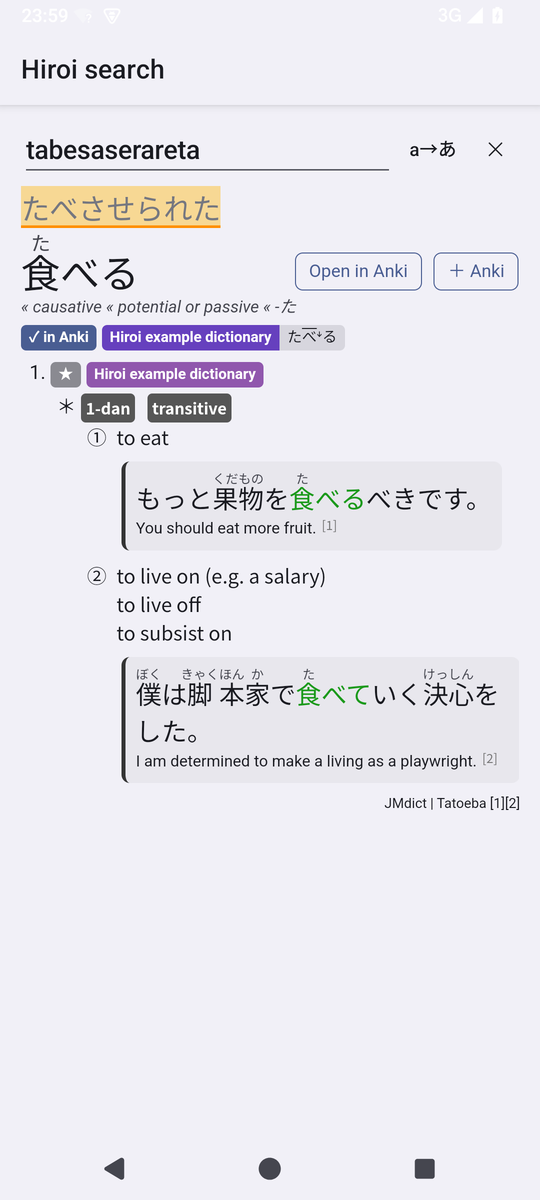 23:59
3G
Hiroi search
tabesaserareta
a→あ
×
たべさせられた
た
食べる
Open in Anki
+ Anki
« causative « potential or passive « -た
✓ in Anki
Hiroi example dictionary
たべ↓る
1. ★ Hiroi example dictionary
＊ 1-dan transitive
① to eat
くだもの た
もっと果物を食べるべきです。
You should eat more fruit. [1]
② to live on (e.g. a salary)
to live off
to subsist on
ぼく きゃくほん か た けっしん
僕は脚本家で食べていく決心を
した。
I am determined to make a living as a playwright. [2]
JMdict | Tatoeba [1][2]